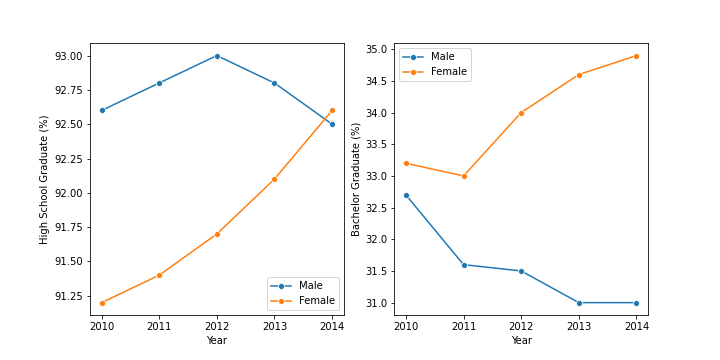 High School Graduate (%)
93.00
92.75
92.50
92.25
92.00
91.75
91.50
91.25
2010 2011 2012 2013 2014
Year
Male
Female
Bachelor Graduate (%)
35.0
34.5
34.0
33.5
33.0
32.5
32.0
31.5
31.0
2010 2011 2012 2013 2014
Year
Male
Female